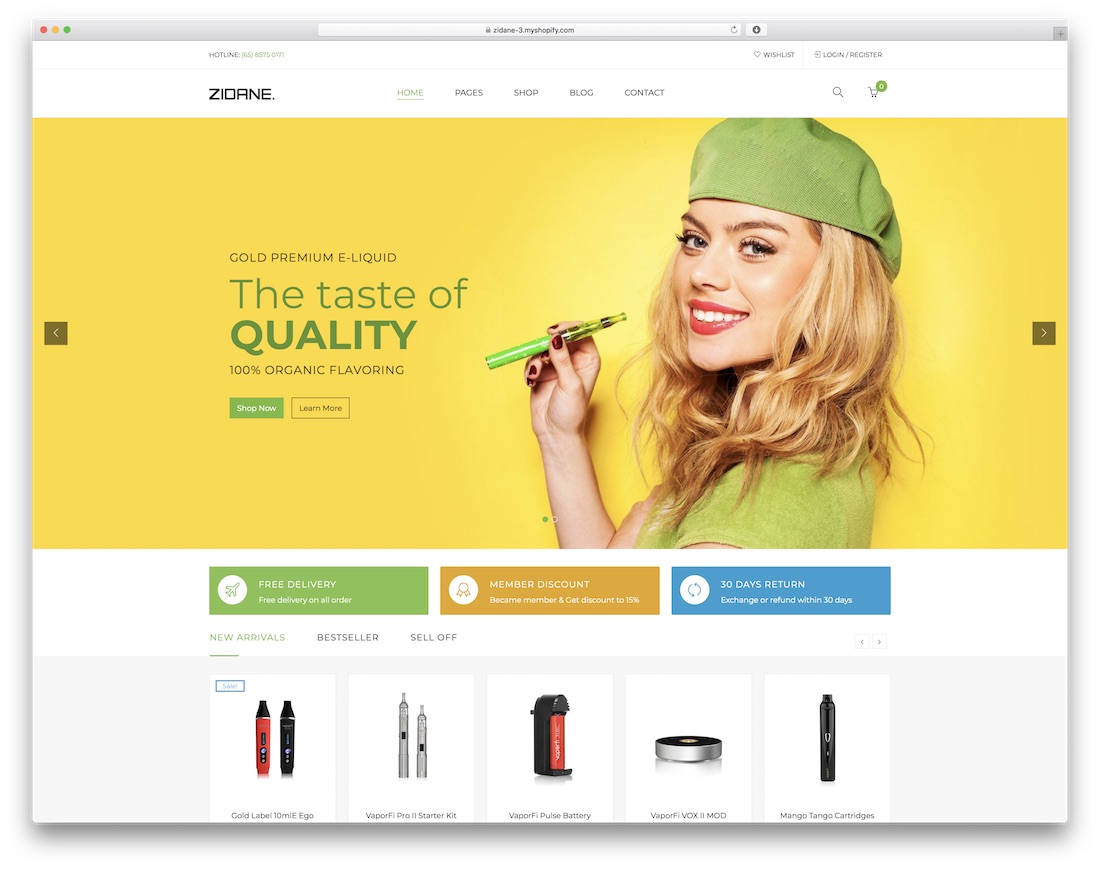 zidane-3.myshopify.com
HOTLINE: (65) 8575 0171
WISHLIST
LOGIN / REGISTER
ZIDANE.
HOME
PAGES
SHOP
BLOG
CONTACT
0
GOLD PREMIUM E-LIQUID
The taste of
QUALITY
100% ORGANIC FLAVORING
Shop Now
Learn More
FREE DELIVERY
Free delivery on all order
MEMBER DISCOUNT
Became member & Get discount to 15%
30 DAYS RETURN
Exchange or refund within 30 days
NEW ARRIVALS
BESTSELLER
SELL OFF
Sale!
Gold Label 10mlE Ego
VaporFi Pro II Starter Kit
VaporFi Pulse Battery
VaporFi VOX II MOD
Mango Tango Cartridges